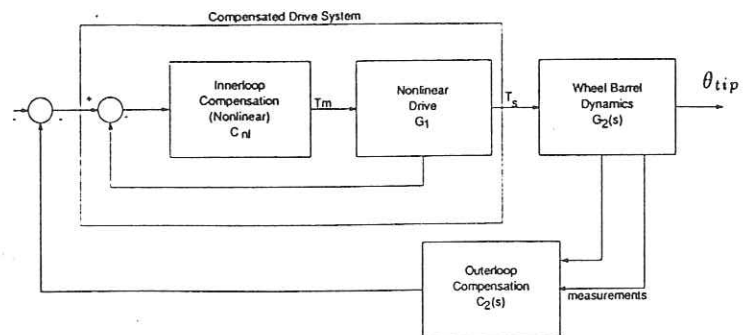 Compensated Drive System
Innerloop
Compensation
(Nonlinear)
Cnl
Tm
Nonlinear
Drive
G1
Ts
Wheel Barrel
Dynamics
G2(s)
θtip
+
-
-
-
Outerloop
Compensation
C2(s)
measurements